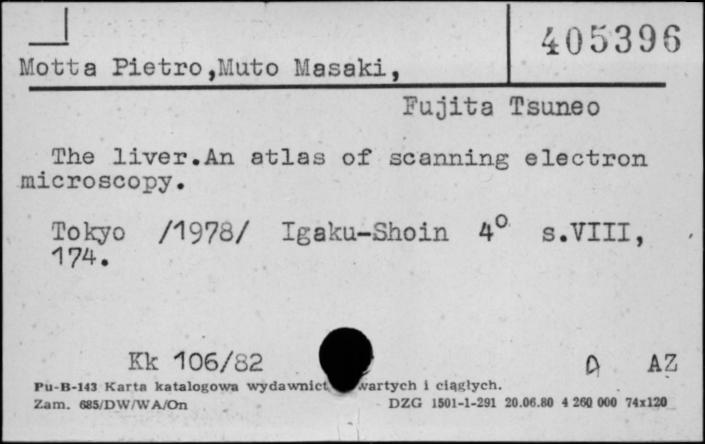 405396
Motta Pietro,Muto Masaki,
Fujita Tsuneo
The liver.An atlas of scanning electron
microscopy.
Tokyo /1978/ Igaku-Shoin 4° s.VIII,
174.
Kk 106/82 AZ
Pu-B-143 Karta katalogowa wydawnict wartych i ciągłych.
Zam. 685/DW/WA/On DZG 1501-1-291 20.06.80 4 260 000 74x120